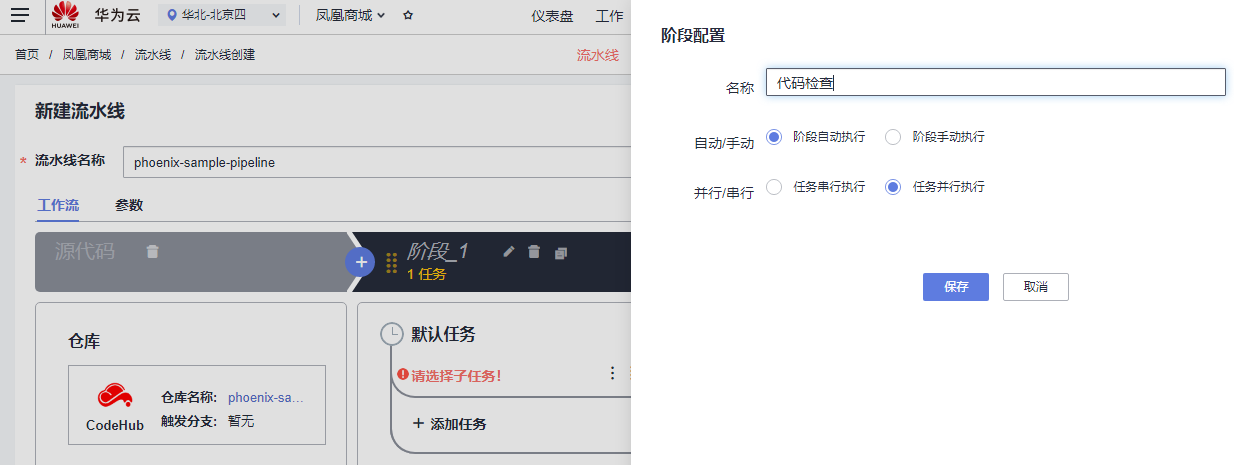 HUAWEI
华为云
华北-北京四
凤凰商城
仪表盘
工作
首页 / 凤凰商城 / 流水线 / 流水线创建
流水线
新建流水线
* 流水线名称
phoenix-sample-pipeline
工作流
参数
源代码
阶段_1
1 任务
仓库
CodeHub
仓库名称: phoenix-sa...
触发分支: 暂无
默认任务
请选择子任务!
+ 添加任务
阶段配置
名称
代码检查
自动/手动
阶段自动执行
阶段手动执行
并行/串行
任务串行执行
任务并行执行
保存
取消